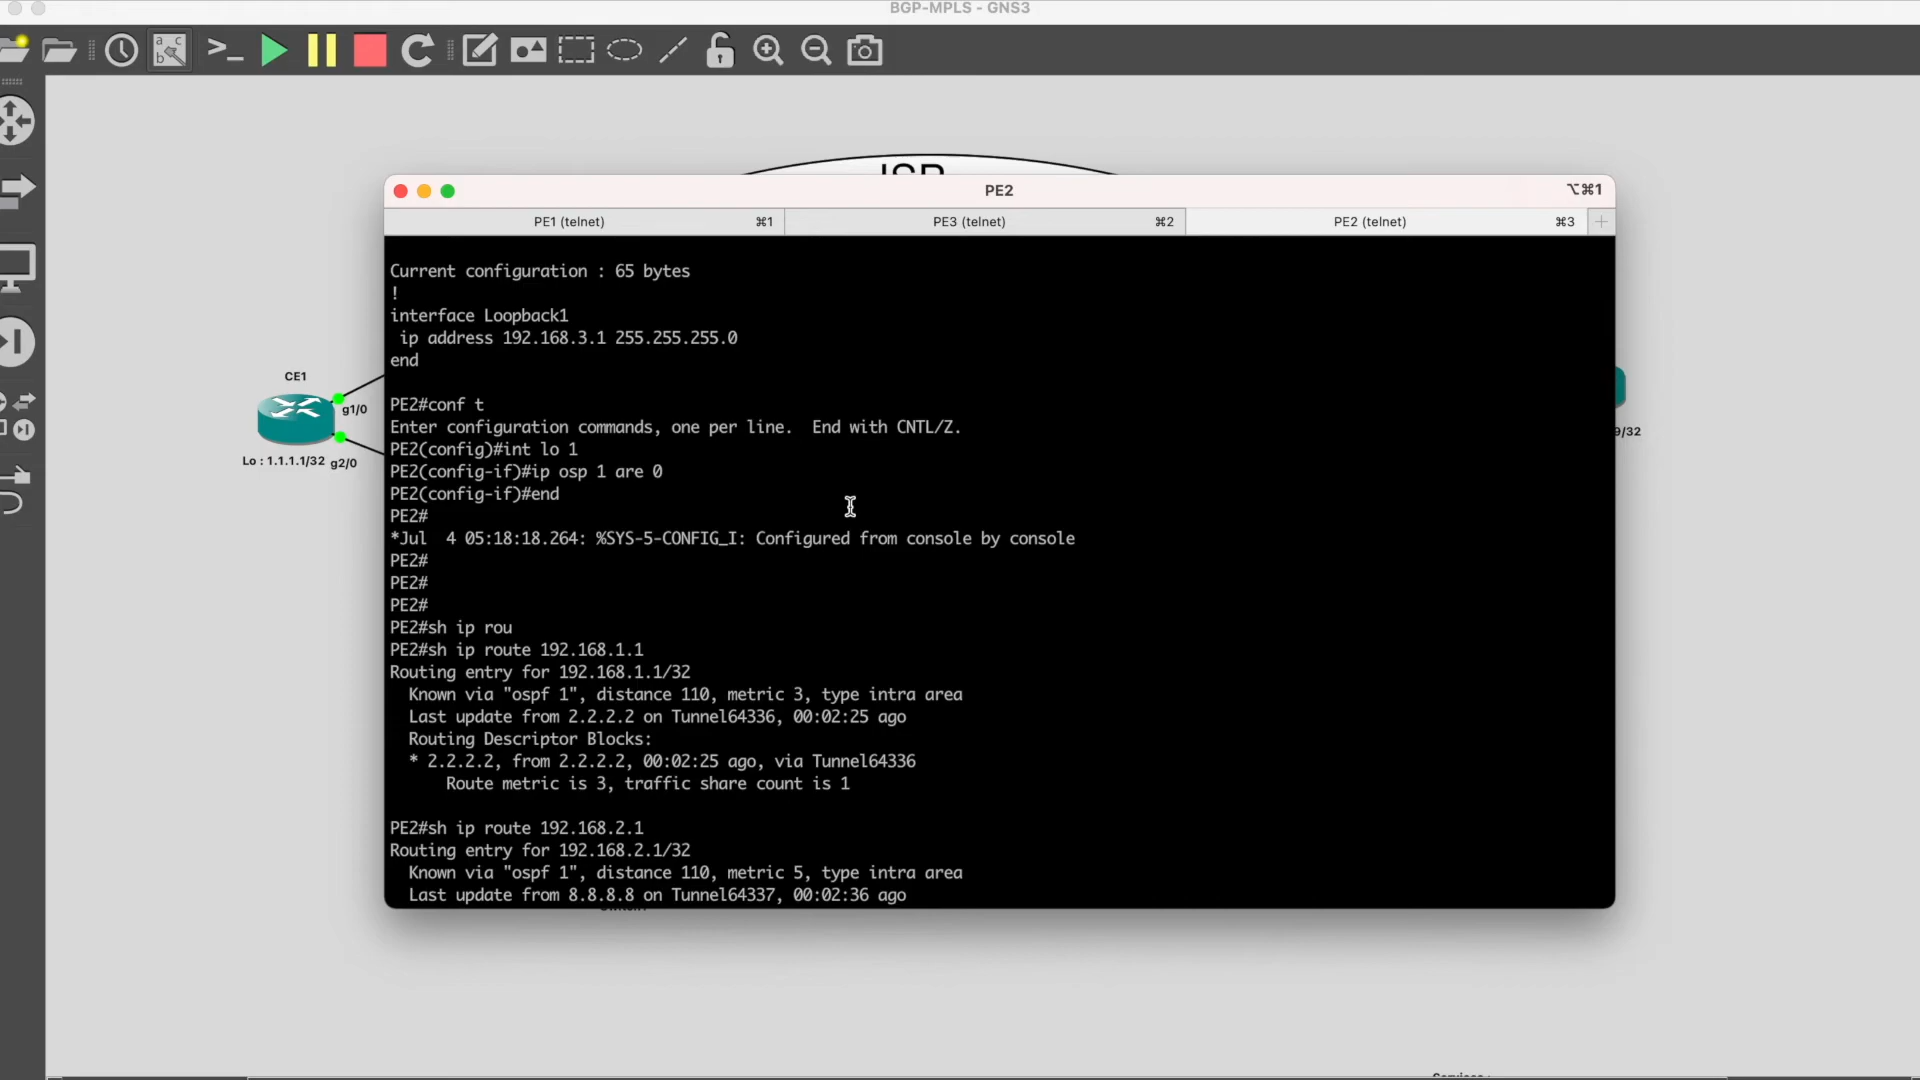 BGP-MPLS - GNS3
ISP
PE2
⌥⌘1
PE1 (telnet) ⌘1
PE3 (telnet) ⌘2
PE2 (telnet) ⌘3
Current configuration : 65 bytes
!
interface Loopback1
 ip address 192.168.3.1 255.255.255.0
end
PE2#conf t
Enter configuration commands, one per line.  End with CNTL/Z.
PE2(config)#int lo 1
PE2(config-if)#ip osp 1 are 0
PE2(config-if)#end
PE2#
*Jul  4 05:18:18.264: %SYS-5-CONFIG_I: Configured from console by console
PE2#
PE2#
PE2#
PE2#sh ip rou
PE2#sh ip route 192.168.1.1
Routing entry for 192.168.1.1/32
  Known via "ospf 1", distance 110, metric 3, type intra area
  Last update from 2.2.2.2 on Tunnel64336, 00:02:25 ago
  Routing Descriptor Blocks:
  * 2.2.2.2, from 2.2.2.2, 00:02:25 ago, via Tunnel64336
      Route metric is 3, traffic share count is 1
PE2#sh ip route 192.168.2.1
Routing entry for 192.168.2.1/32
  Known via "ospf 1", distance 110, metric 5, type intra area
  Last update from 8.8.8.8 on Tunnel64337, 00:02:36 ago
CE1
g1/0
Lo : 1.1.1.1/32
g2/0
9/32